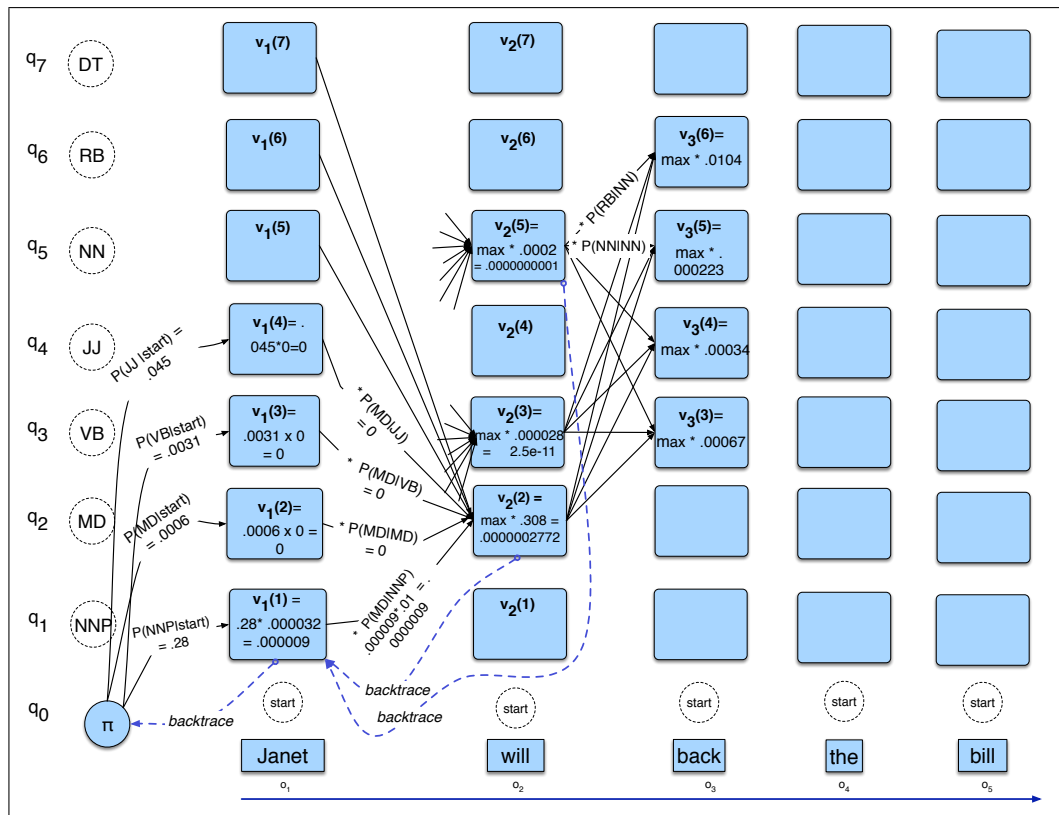 q7 DT v1(7) v2(7)
q6 RB v1(6) v2(6) v3(6)=
max * .0104
* P(RB|NN)
q5 NN v1(5) v2(5)=
max * .0002
= .0000000001
* P(NN|NN)
v3(5)=
max * .
000223
q4 JJ
P(JJ |start) =
.045
v1(4)= .
045*0=0
* P(MD|JJ)
= 0
v2(4)
v3(4)=
max * .00034
q3 VB
P(VB|start)
= .0031
v1(3)=
.0031 x 0
= 0
* P(MD|VB)
= 0
v2(3)=
max * .000028
= 2.5e-11
v3(3)=
max * .00067
q2 MD
P(MD|start)
= .0006
v1(2)=
.0006 x 0 =
0
* P(MD|MD)
= 0
v2(2) =
max * .308 =
.0000002772
q1 NNP
P(NNP|start)
= .28
v1(1) =
.28* .000032
= .000009
* P(MD|NNP)
.00009*.01 = .
0000009
v2(1)
backtrace
backtrace
backtrace
q0 π start start start start start
Janet will back the bill
o1 o2 o3 o4 o5